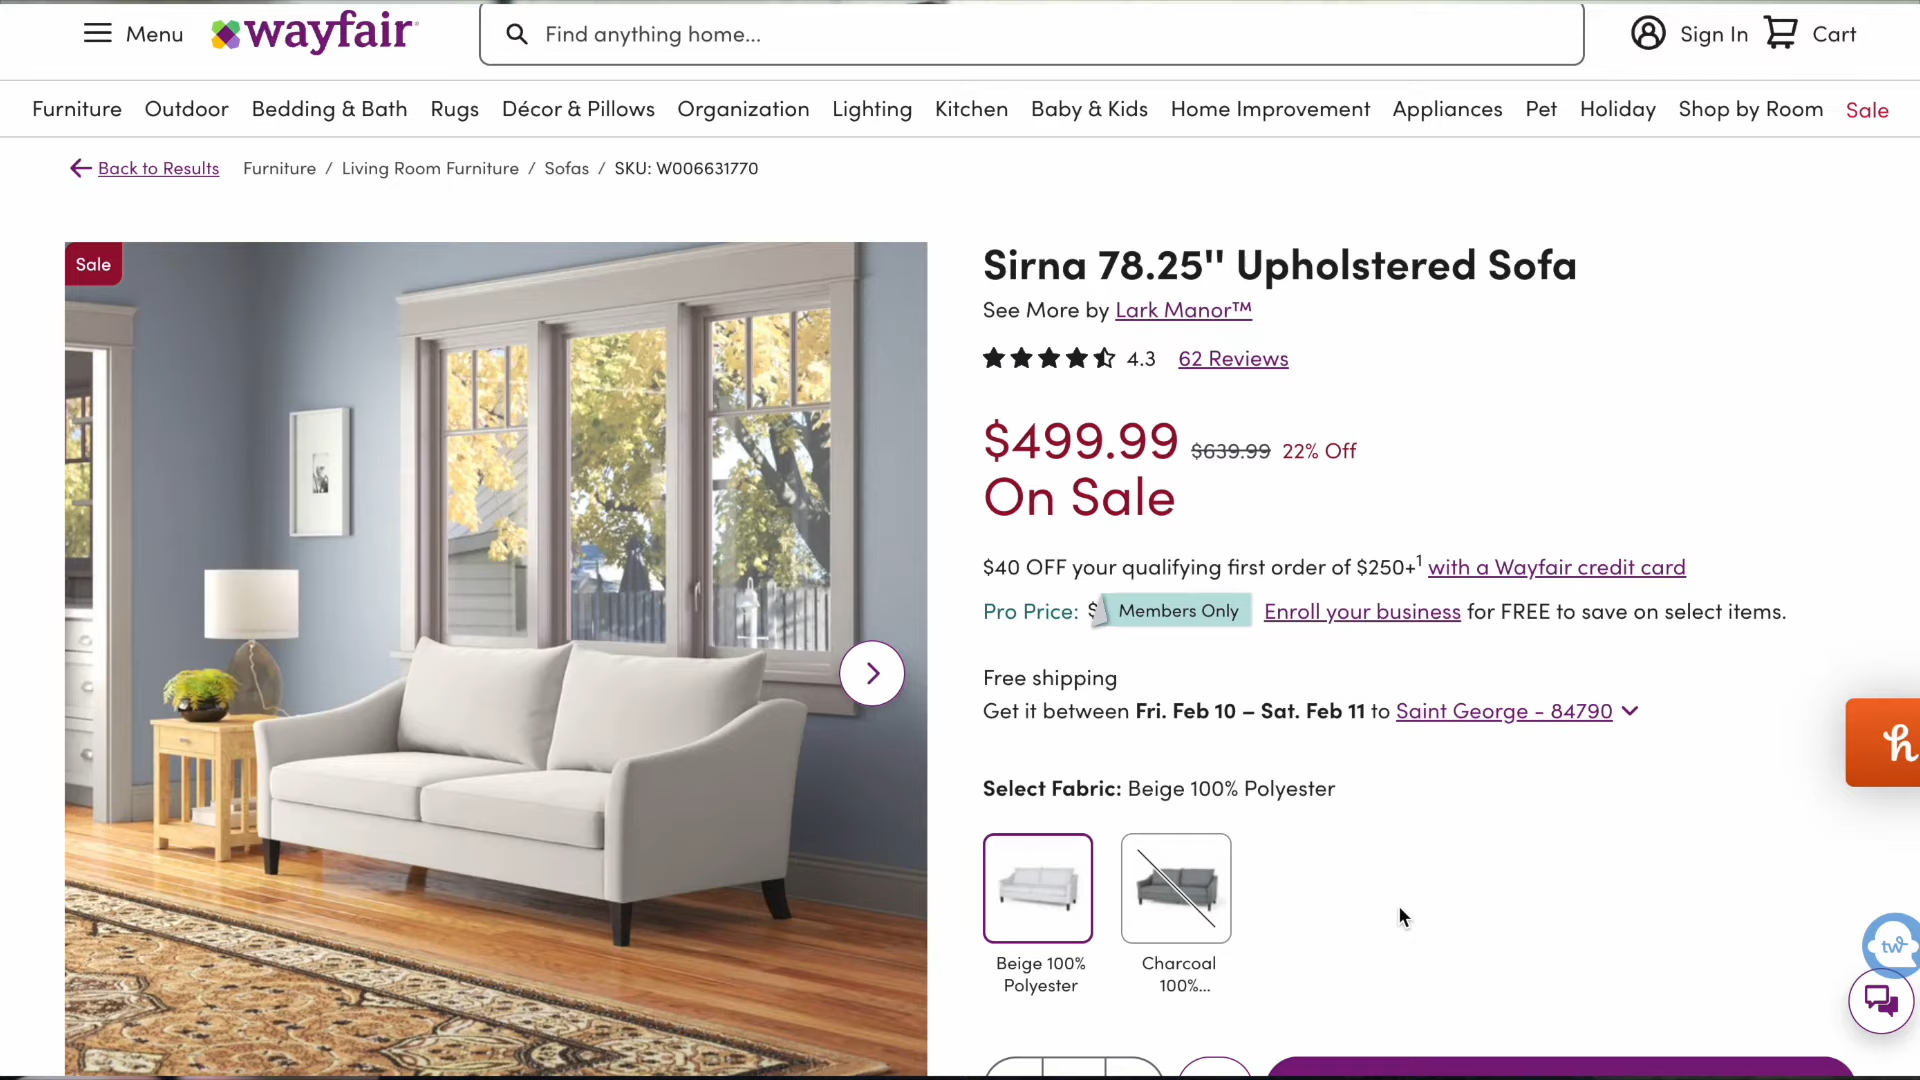 Menu
wayfair
Find anything home...
Sign In
Cart
Furniture Outdoor Bedding & Bath Rugs Décor & Pillows Organization Lighting Kitchen Baby & Kids Home Improvement Appliances Pet Holiday Shop by Room Sale
Back to Results Furniture / Living Room Furniture / Sofas / SKU: W006631770
Sale
Sirna 78.25'' Upholstered Sofa
See More by Lark Manor™
4.3 62 Reviews
$499.99 $639.99 22% Off
On Sale
$40 OFF your qualifying first order of $250+¹ with a Wayfair credit card
Pro Price: $ Members Only Enroll your business for FREE to save on select items.
Free shipping
Get it between Fri. Feb 10 – Sat. Feb 11 to Saint George - 84790
Select Fabric: Beige 100% Polyester
Beige 100%
Polyester
Charcoal
100%...
h
tw